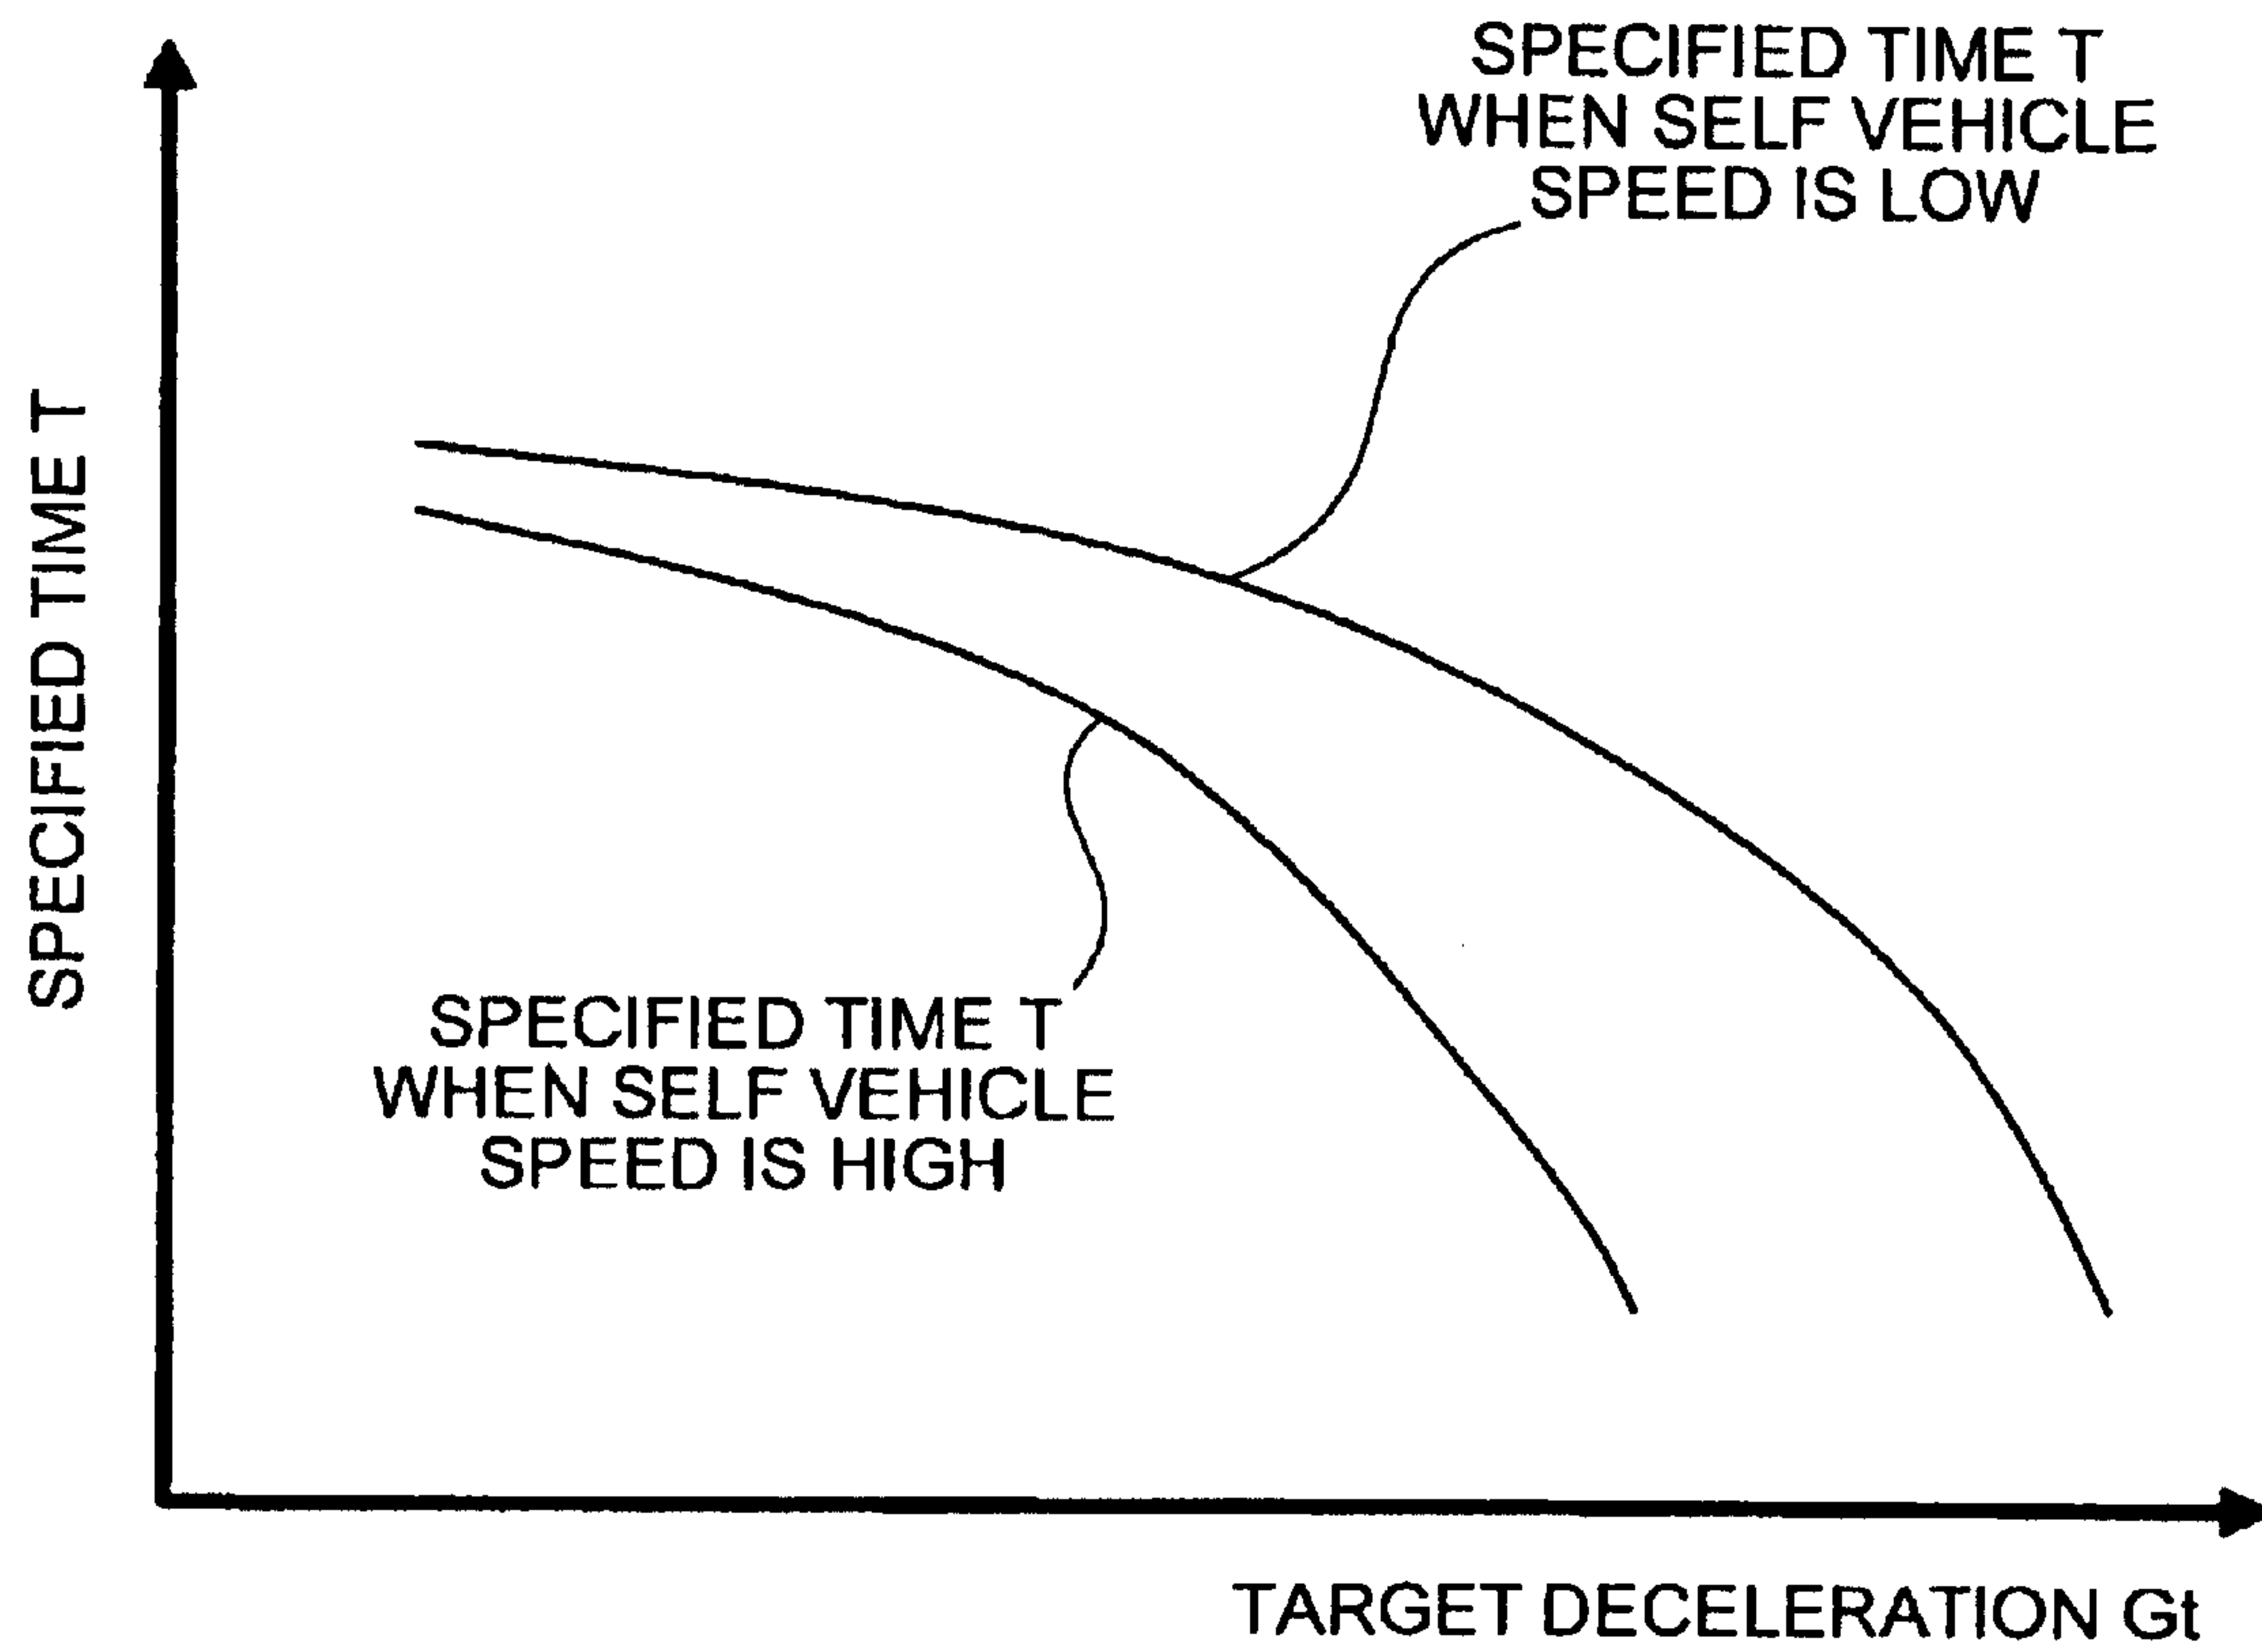 SPECIFIED TIME T
WHEN SELF VEHICLE
SPEED IS LOW
SPECIFIED TIME T
SPECIFIED TIME T
WHEN SELF VEHICLE
SPEED IS HIGH
TARGET DECELERATION Gt